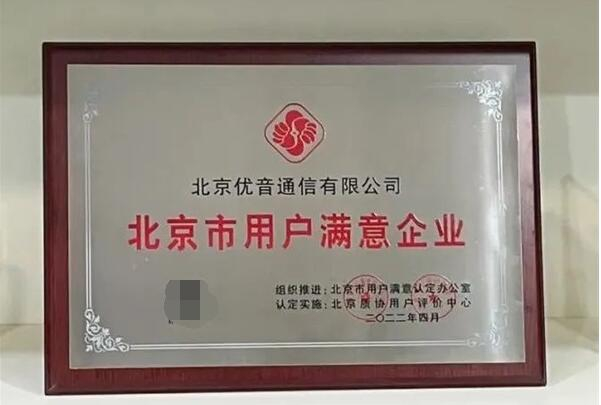 北京优音通信有限公司
北京市用户满意企业
组织推进：北京市用户满意认定办公室
认定实施：北京质协用户评价中心
二〇二二年四月